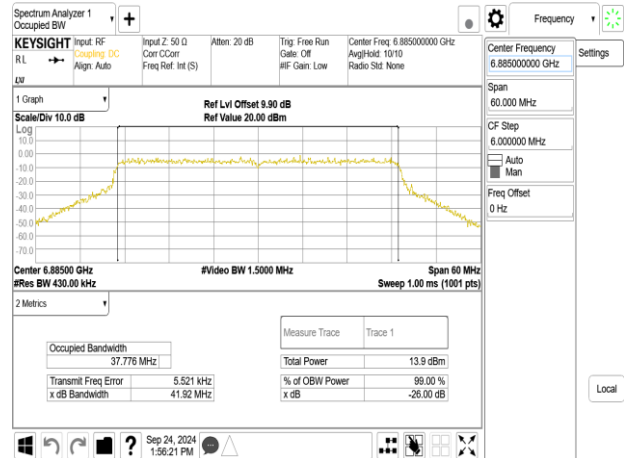 Spectrum Analyzer 1
Occupied BW
Frequency
KEYSIGHT
R L
LXI
Input: RF
Coupling: DC
Align: Auto
Input Z: 50 Ω
Corr CCorr
Freq Ref: Int (S)
Atten: 20 dB
Trig: Free Run
Gate: Off
#IF Gain: Low
Center Freq: 6.885000000 GHz
Avg|Hold: 10/10
Radio Std: None
Center Frequency
6.885000000 GHz
Settings
Span
60.000 MHz
CF Step
6.000000 MHz
Auto
Man
Freq Offset
0 Hz
Local
1 Graph
Scale/Div 10.0 dB
Ref Lvl Offset 9.90 dB
Ref Value 20.00 dBm
Log
10.0
0.00
-10.0
-20.0
-30.0
-40.0
-50.0
-60.0
-70.0
Center 6.88500 GHz
#Video BW 1.5000 MHz
Span 60 MHz
#Res BW 430.00 kHz
Sweep 1.00 ms (1001 pts)
2 Metrics
Measure Trace Trace 1
Occupied Bandwidth
37.776 MHz
Total Power 13.9 dBm
Transmit Freq Error 5.521 kHz
% of OBW Power 99.00 %
x dB Bandwidth 41.92 MHz
x dB -26.00 dB
?
Sep 24, 2024
1:56:21 PM